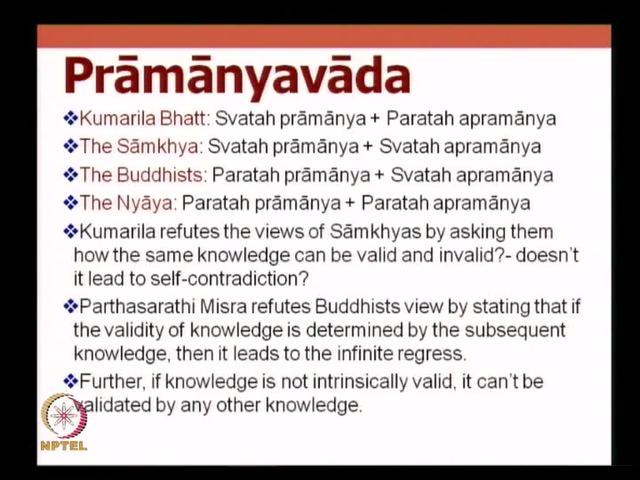 Prāmānyavāda
❖Kumarila Bhatt: Svatah prāmānya + Paratah apramānya
❖The Sāmkhya: Svatah prāmānya + Svatah apramānya
❖The Buddhists: Paratah prāmānya + Svatah apramānya
❖The Nyāya: Paratah prāmānya + Paratah apramānya
❖Kumarila refutes the views of Sāmkhyas by asking them
how the same knowledge can be valid and invalid?- doesn't
it lead to self-contradiction?
❖Parthasarathi Misra refutes Buddhists view by stating that if
the validity of knowledge is determined by the subsequent
knowledge, then it leads to the infinite regress.
❖Further, if knowledge is not intrinsically valid, it can't be
validated by any other knowledge.
NPTEL